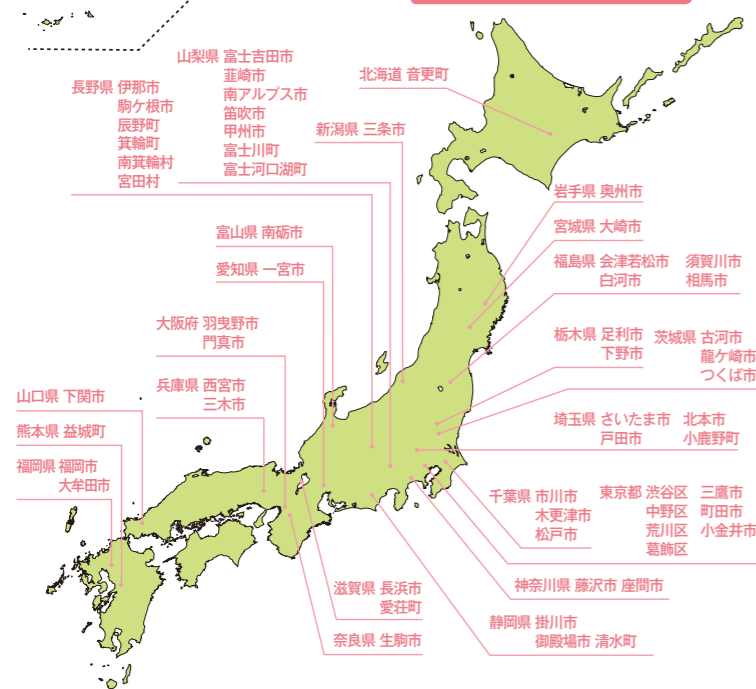 山梨県 富士吉田市
韮崎市
南アルプス市
笛吹市
甲州市
富士川町
富士河口湖町
長野県 伊那市
駒ケ根市
辰野町
箕輪町
南箕輪村
宮田村
北海道 音更町
新潟県 三条市
岩手県 奥州市
宮城県 大崎市
福島県 会津若松市 須賀川市
白河市 相馬市
富山県 南砺市
愛知県 一宮市
大阪府 羽曳野市
門真市
兵庫県 西宮市
三木市
栃木県 足利市
下野市
茨城県 古河市
龍ケ崎市
つくば市
山口県 下関市
熊本県 益城町
福岡県 福岡市
大牟田市
埼玉県 さいたま市 北本市
戸田市 小鹿野町
千葉県 市川市
木更津市
松戸市
東京都 渋谷区 三鷹市
中野区 町田市
荒川区 小金井市
葛飾区
神奈川県 藤沢市 座間市
滋賀県 長浜市
愛荘町
奈良県 生駒市
静岡県 掛川市
御殿場市 清水町